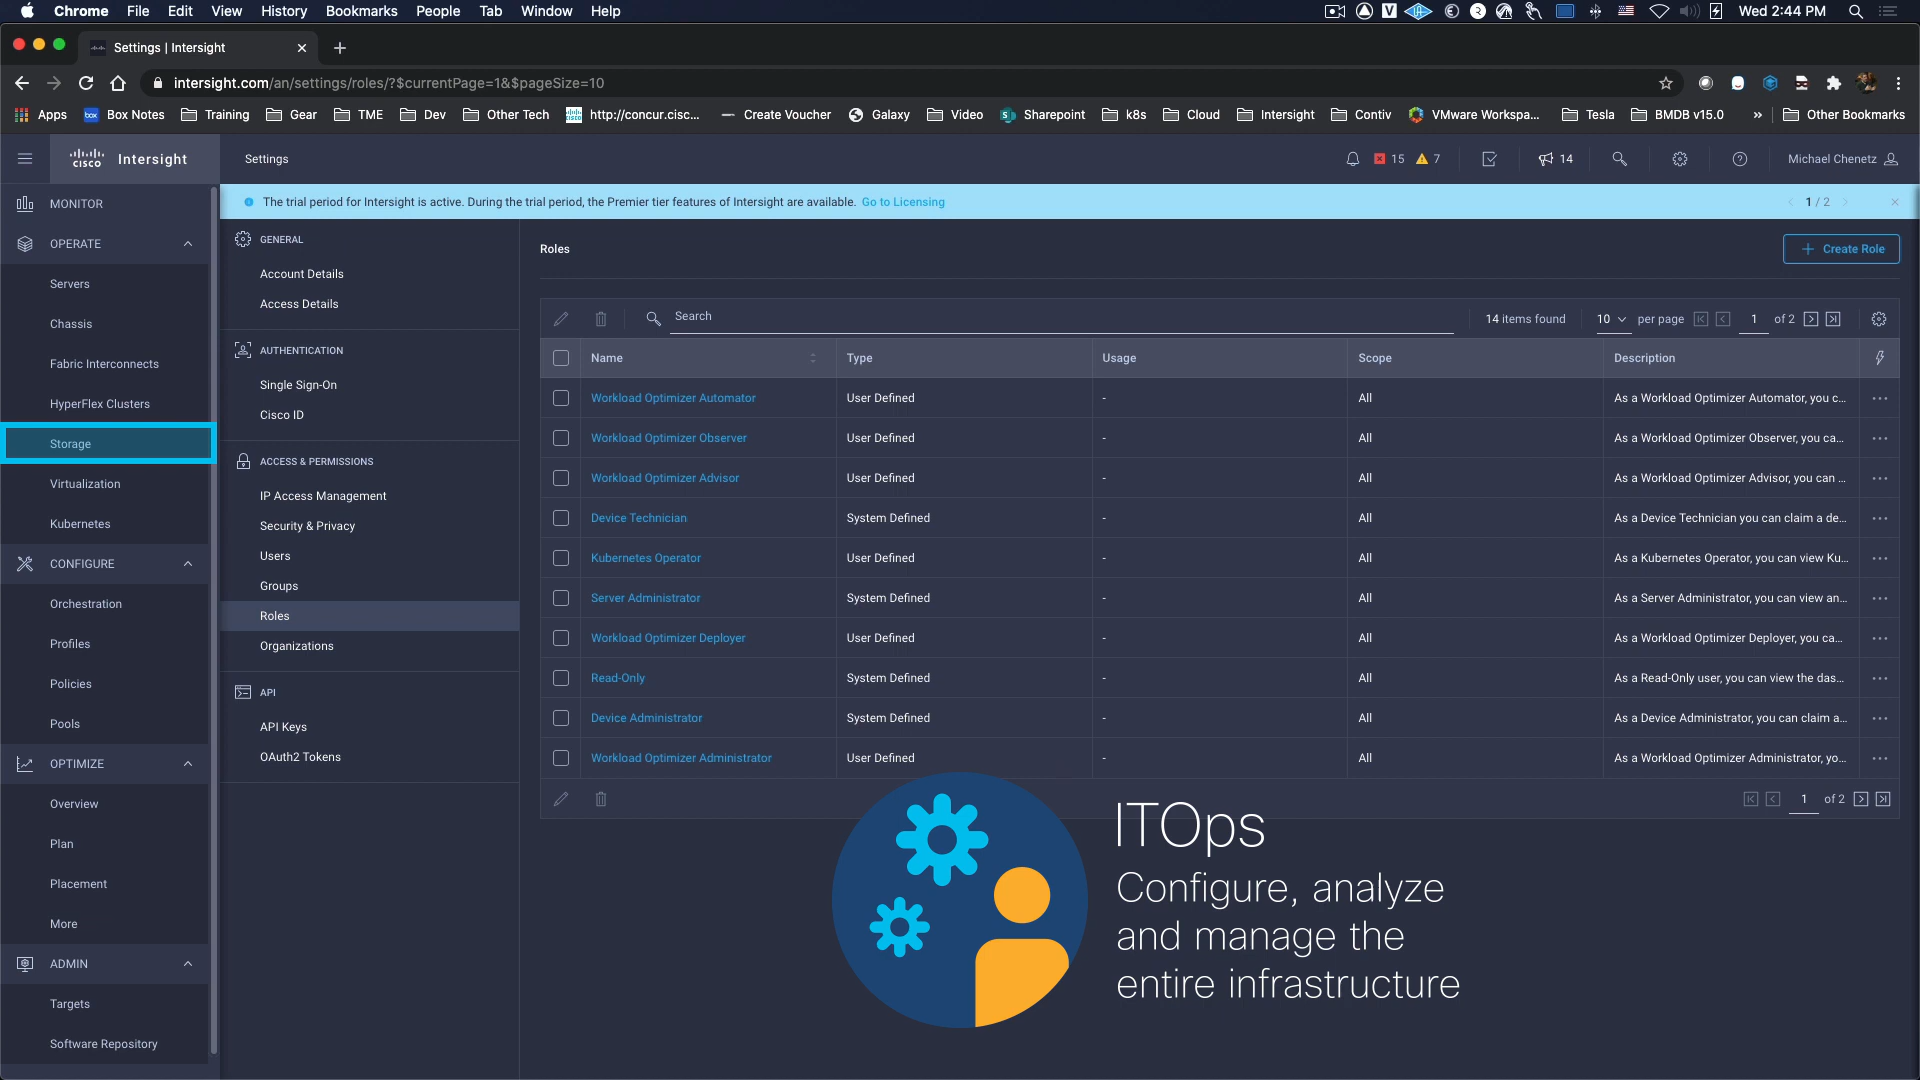 Chrome File Edit View History Bookmarks People Tab Window Help
Wed 2:44 PM
Settings | Intersight
intersight.com/an/settings/roles/?$currentPage=1&$pageSize=10
Apps Box Notes Training Gear TME Dev Other Tech http://concur.cisc... Create Voucher Galaxy Video Sharepoint k8s Cloud Intersight Contiv VMware Workspa... Tesla BMDB v15.0 » Other Bookmarks
CISCO Intersight
Settings
15 7 14 Michael Chenetz
The trial period for Intersight is active. During the trial period, the Premier tier features of Intersight are available. Go to Licensing
1 / 2
MONITOR
OPERATE
Servers
Chassis
Fabric Interconnects
HyperFlex Clusters
Storage
Virtualization
Kubernetes
CONFIGURE
Orchestration
Profiles
Policies
Pools
OPTIMIZE
Overview
Plan
Placement
More
ADMIN
Targets
Software Repository
GENERAL
Account Details
Access Details
AUTHENTICATION
Single Sign-On
Cisco ID
ACCESS & PERMISSIONS
IP Access Management
Security & Privacy
Users
Groups
Roles
Organizations
API
API Keys
OAuth2 Tokens
Roles
Create Role
Search
14 items found 10 per page 1 of 2
Name Type Usage Scope Description
Workload Optimizer Automator User Defined - All As a Workload Optimizer Automator, you c...
Workload Optimizer Observer User Defined - All As a Workload Optimizer Observer, you ca...
Workload Optimizer Advisor User Defined - All As a Workload Optimizer Advisor, you can ...
Device Technician System Defined - All As a Device Technician you can claim a de...
Kubernetes Operator User Defined - All As a Kubernetes Operator, you can view Ku...
Server Administrator System Defined - All As a Server Administrator, you can view an...
Workload Optimizer Deployer User Defined - All As a Workload Optimizer Deployer, you ca...
Read-Only System Defined - All As a Read-Only user, you can view the das...
Device Administrator System Defined - All As a Device Administrator, you can claim a...
Workload Optimizer Administrator User Defined - All As a Workload Optimizer Administrator, yo...
1 of 2
ITOps
Configure, analyze
and manage the
entire infrastructure